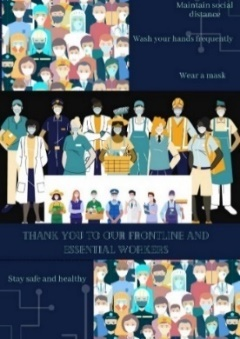 Maintain social
distance
Wash your hands frequently
Wear a mask
THANK YOU TO OUR FRONTLINE AND
ESSENTIAL WORKERS
Stay safe and healthy